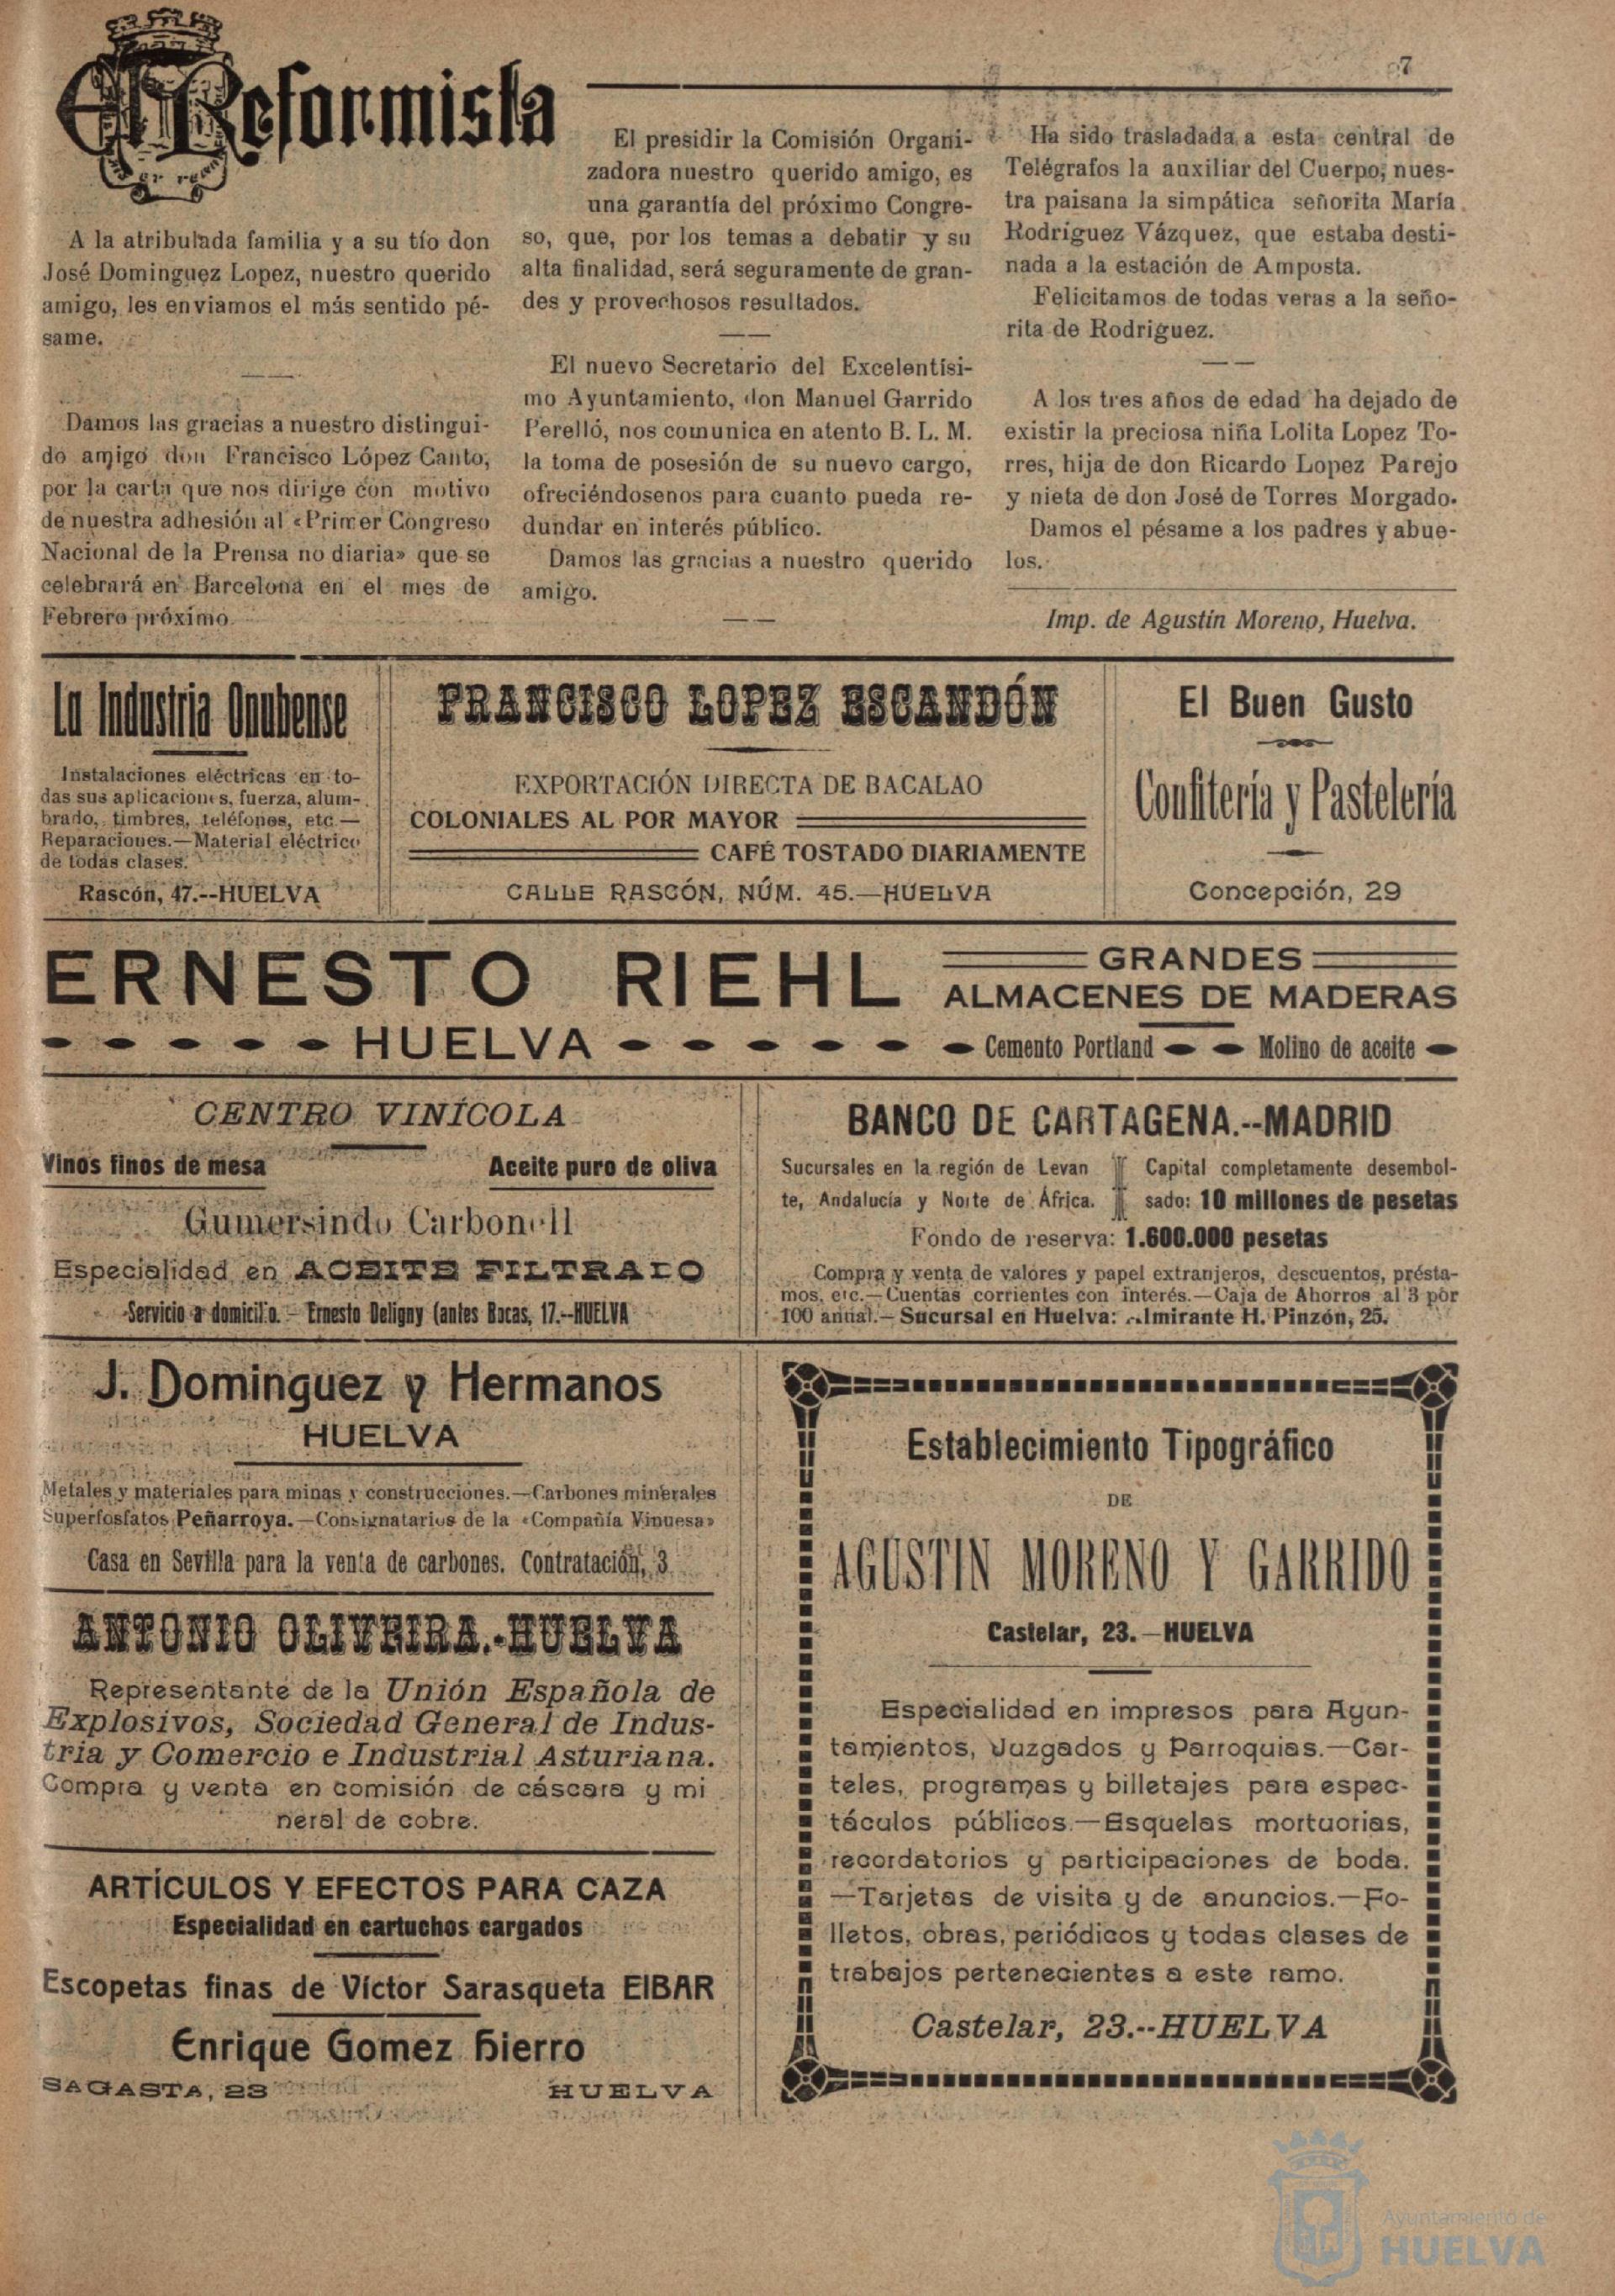 El Reformista
7
A la atribulada familia y a su tío don
José Dominguez Lopez, nuestro querido
amigo, les enviamos el más sentido pé-
same.
Damos las gracias a nuestro distingui-
do amigo don Francisco López Canto,
por la carta que nos dirige con motivo
de nuestra adhesión al «Primer Congreso
Nacional de la Prensa no diaria» que se
celebrará en Barcelona en el mes de
Febrero próximo.
El presidir la Comisión Organi-
zadora nuestro querido amigo, es
una garantía del próximo Congre-
so, que, por los temas a debatir y su
alta finalidad, será seguramente de gran-
des y provechosos resultados.
El nuevo Secretario del Excelentísi-
mo Ayuntamiento, don Manuel Garrido
Perelló, nos comunica en atento B. L. M.
la toma de posesión de su nuevo cargo,
ofreciéndosenos para cuanto pueda re-
dundar en interés público.
Damos las gracias a nuestro querido
amigo.
Ha sido trasladada a esta central de
Telégrafos la auxiliar del Cuerpo, nues-
tra paisana la simpática señorita María
Rodríguez Vázquez, que estaba desti-
nada a la estación de Amposta.
Felicitamos de todas veras a la seño-
rita de Rodriguez.
A los tres años de edad ha dejado de
existir la preciosa niña Lolita Lopez To-
rres, hija de don Ricardo Lopez Parejo
y nieta de don José de Torres Morgado.
Damos el pésame a los padres y abue-
los.
Imp. de Agustín Moreno, Huelva.
La Industria Onubense
Instalaciones eléctricas en to-
das sus aplicaciones, fuerza, alum-
brado, timbres, teléfonos, etc.—
Reparaciones.—Material eléctrico
de todas clases.
Rascón, 47.--HUELVA
FRANCISCO LOPEZ ESCANDÓN
EXPORTACIÓN DIRECTA DE BACALAO
COLONIALES AL POR MAYOR
CAFÉ TOSTADO DIARIAMENTE
CALLE RASCÓN, NÚM. 45.—HUELVA
El Buen Gusto
Confitería y Pastelería
Concepción, 29
ERNESTO RIEHL
HUELVA
GRANDES
ALMACENES DE MADERAS
Cemento Portland
Molino de aceite
CENTRO VINÍCOLA
Vinos finos de mesa
Aceite puro de oliva
Gumersindo Carbonell
Especialidad en ACEITE FILTRADO
Servicio a domicilio.—Ernesto Deligny (antes Bocas, 17.--HUELVA
BANCO DE CARTAGENA.--MADRID
Sucursales en la región de Levan
te, Andalucía y Norte de África.
Capital completamente desembol-
sado: 10 millones de pesetas
Fondo de reserva: 1.600.000 pesetas
Compra y venta de valores y papel extranjeros, descuentos, présta-
mos, etc.—Cuentas corrientes con interés.—Caja de Ahorros al 3 por
100 anual.—Sucursal en Huelva: Almirante H. Pinzón, 25.
J. Dominguez y Hermanos
HUELVA
Metales y materiales para minas y construcciones.—Carbones minerales
Superfosfatos Peñarroya.—Consignatarios de la «Compañía Vinuesa»
Casa en Sevilla para la venta de carbones. Contratación, 3
ANTONIO OLIVEIRA.-HUELVA
Representante de la Unión Española de
Explosivos, Sociedad General de Indus-
tria y Comercio e Industrial Asturiana.
Compra y venta en comisión de cáscara y mi
neral de cobre.
ARTÍCULOS Y EFECTOS PARA CAZA
Especialidad en cartuchos cargados
Escopetas finas de Víctor Sarasqueta EIBAR
Enrique Gomez Hierro
SAGASTA, 23 HUELVA
Establecimiento Tipográfico
DE
AGUSTIN MORENO Y GARRIDO
Castelar, 23.—HUELVA
Especialidad en impresos para Ayun-
tamientos, Juzgados y Parroquias.—Car-
teles, programas y billetajes para espec-
táculos públicos.—Esquelas mortuorias,
recordatorios y participaciones de boda.
—Tarjetas de visita y de anuncios.—Fo-
lletos, obras, periódicos y todas clases de
trabajos pertenecientes a este ramo.
Castelar, 23.--HUELVA
Ayuntamiento de
HUELVA